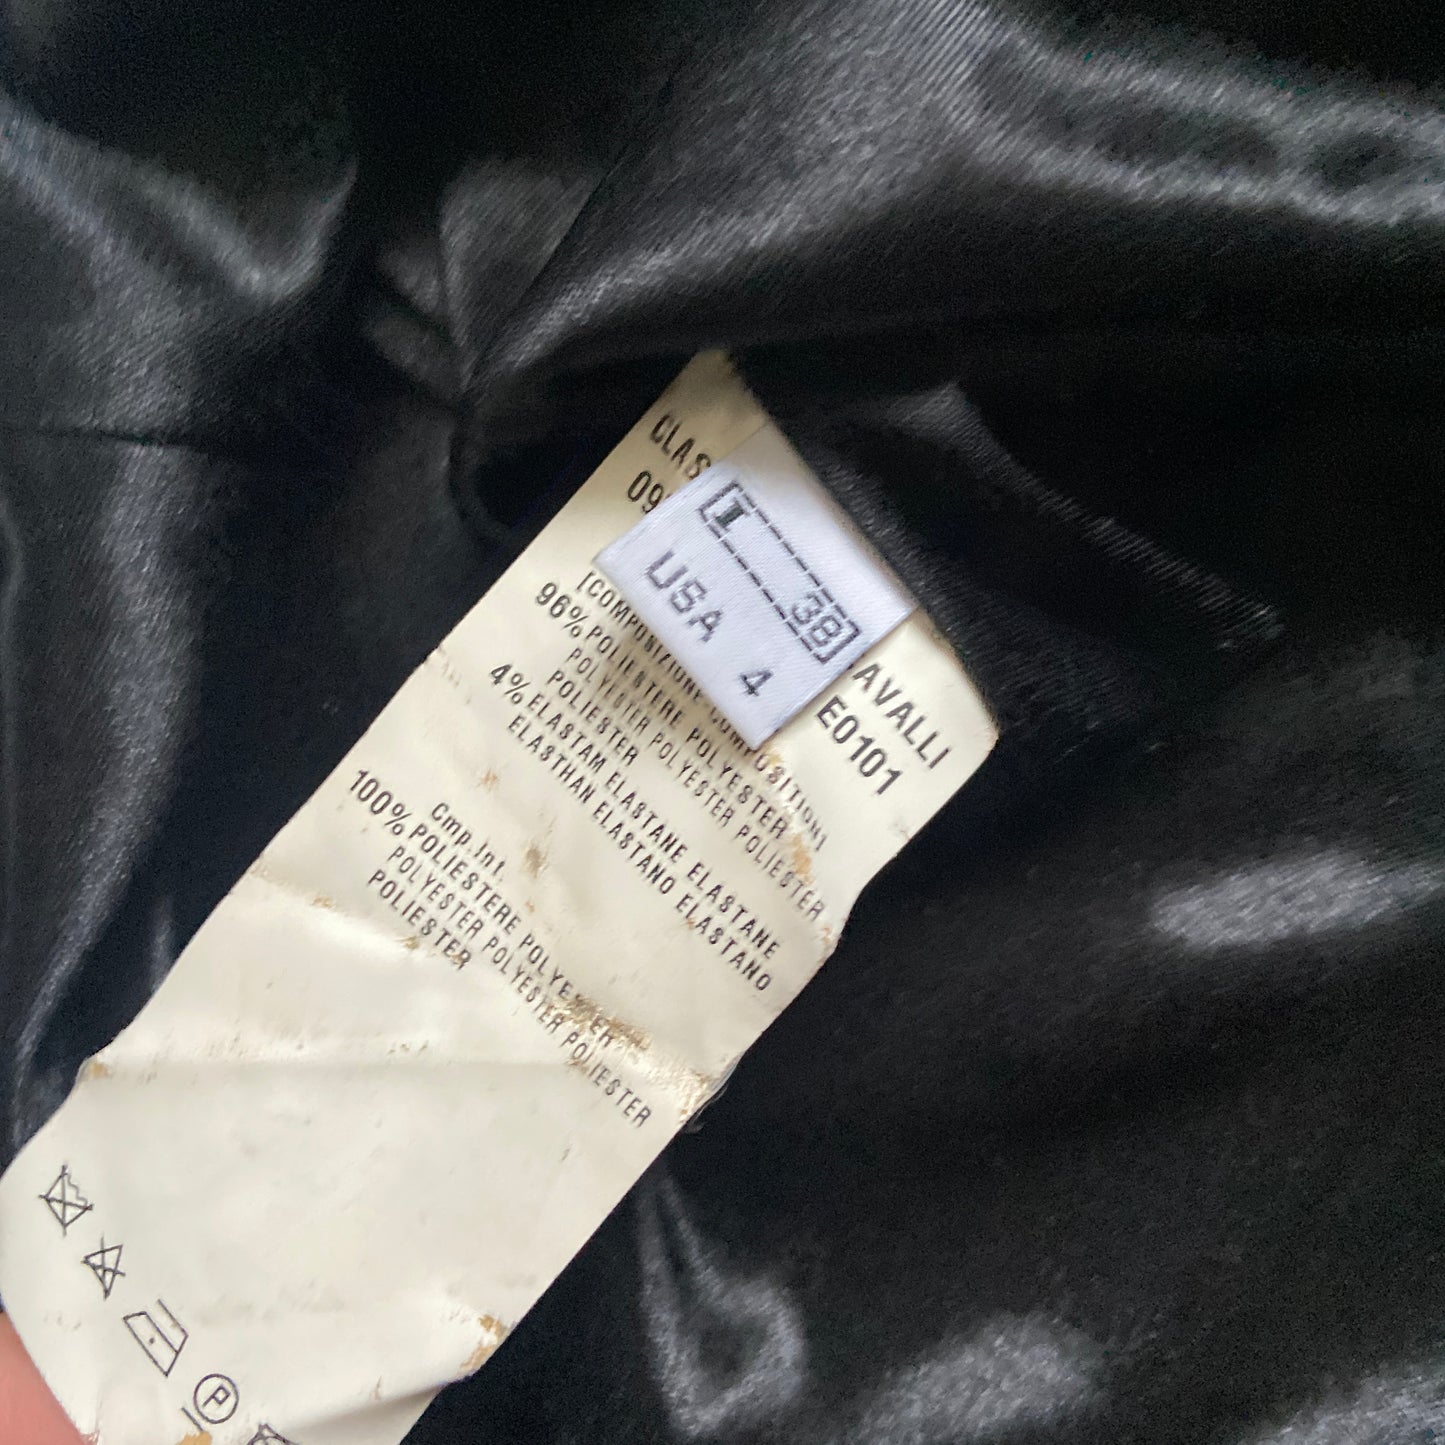 CLAS AVALLI
09 E0101
I 38
USA 4
[COMPOSIZIONE-COMPOSITION]
96% POLIESTERE POLYESTER
POLYESTER POLYESTER POLIESTER
POLIESTER
4% ELASTAM ELASTANE ELASTANE
ELASTHAN ELASTANO ELASTANO
Cmp.Int.
100% POLIESTERE POLYESTER
POLYESTER POLYESTER POLIESTER
POLIESTER
P